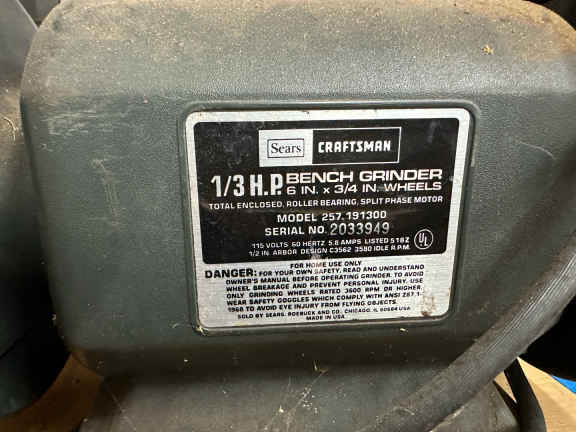 Sears CRAFTSMAN
1/3 H.P. BENCH GRINDER
6 IN. x 3/4 IN. WHEELS
TOTAL ENCLOSED, ROLLER BEARING, SPLIT PHASE MOTOR
MODEL 257.191300
SERIAL NO. 2033949
115 VOLTS 60 HERTZ 5.8 AMPS LISTED 518Z UL
1/2 IN. ARBOR DESIGN C3562 3580 IDLE R.P.M.
FOR HOME USE ONLY
DANGER: FOR YOUR OWN SAFETY, READ AND UNDERSTAND
OWNER'S MANUAL BEFORE OPERATING GRINDER. TO AVOID
WHEEL BREAKAGE AND PREVENT PERSONAL INJURY. USE
ONLY GRINDING WHEELS RATED 3600 RPM OR HIGHER.
WEAR SAFETY GOGGLES WHICH COMPLY WITH ANSI Z87.1-
1968 TO AVOID EYE INJURY FROM FLYING OBJECTS.
SOLD BY SEARS, ROEBUCK AND CO. CHICAGO, IL 60684 USA
MADE IN USA